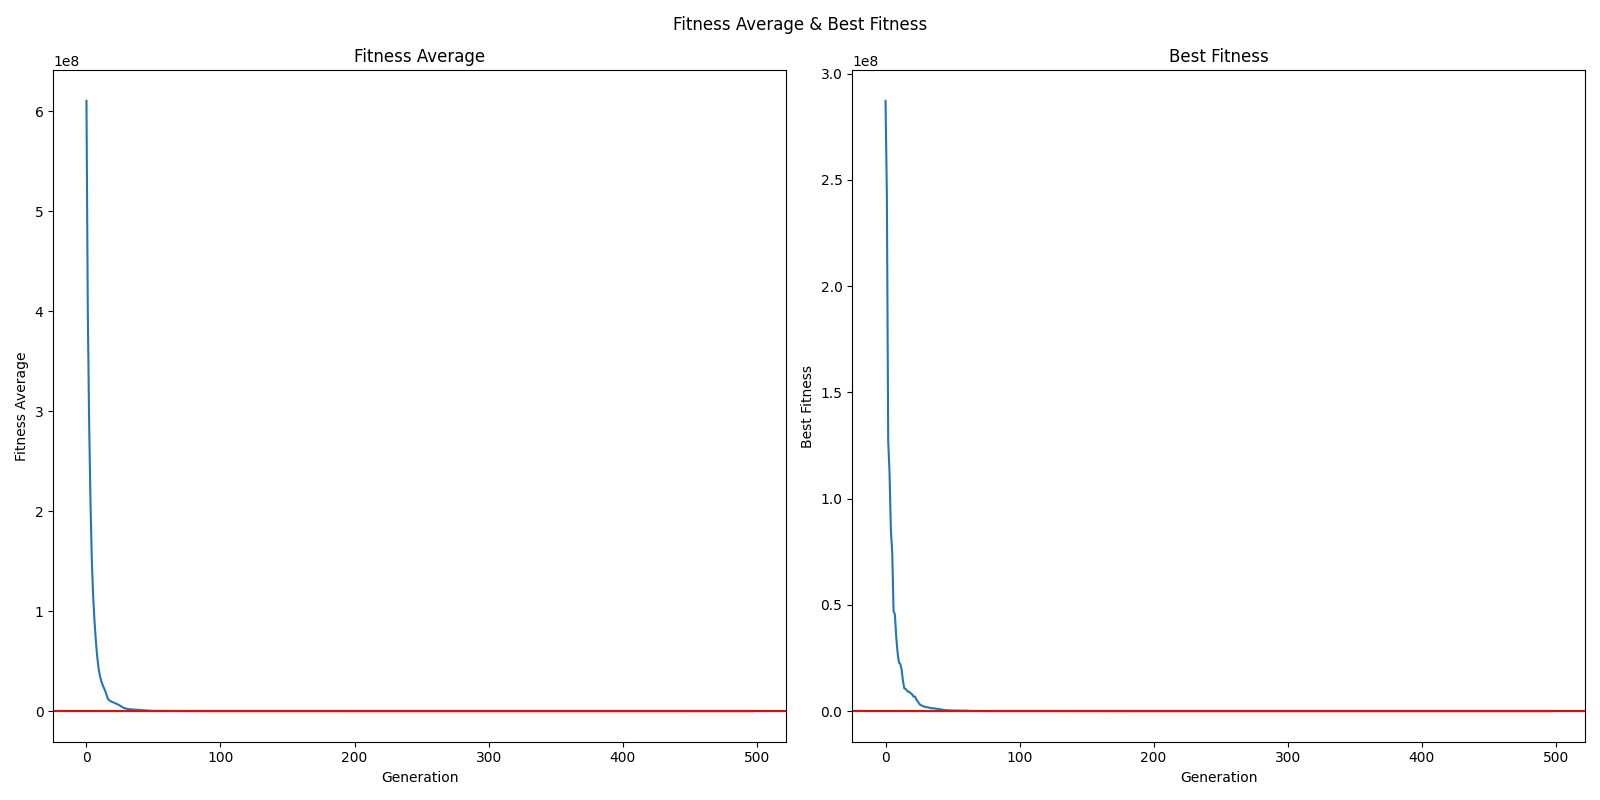 Fitness Average & Best Fitness
Fitness Average
1e8
6
5
4
3
2
1
0
Fitness Average
0 100 200 300 400 500
Generation
Best Fitness
1e8
3.0
2.5
2.0
1.5
1.0
0.5
0.0
Best Fitness
0 100 200 300 400 500
Generation